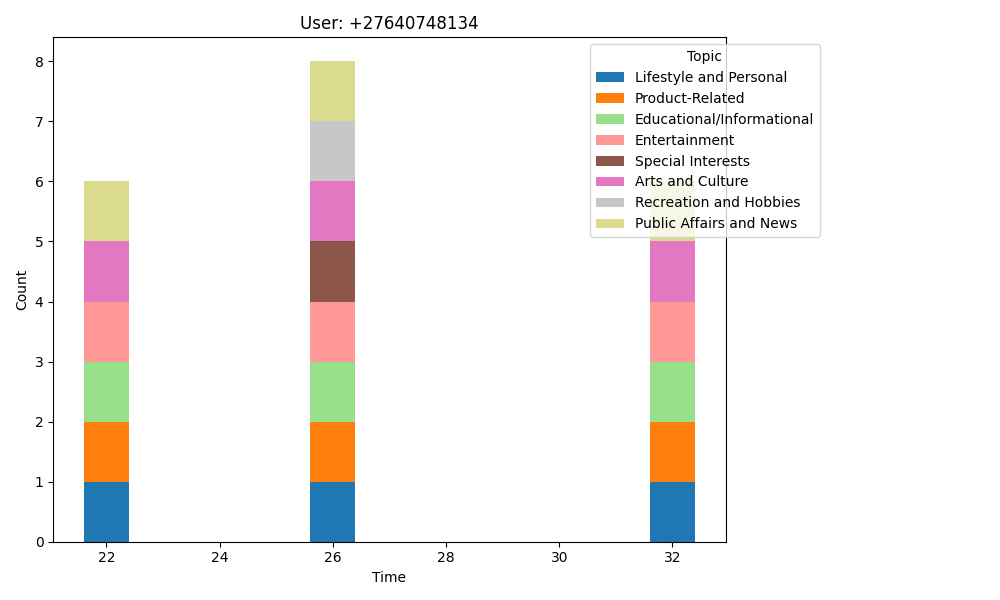 User: +27640748134
Topic
Lifestyle and Personal
Product-Related
Educational/Informational
Entertainment
Special Interests
Arts and Culture
Recreation and Hobbies
Public Affairs and News
Count
8
7
6
5
4
3
2
1
0
22 24 26 28 30 32
Time